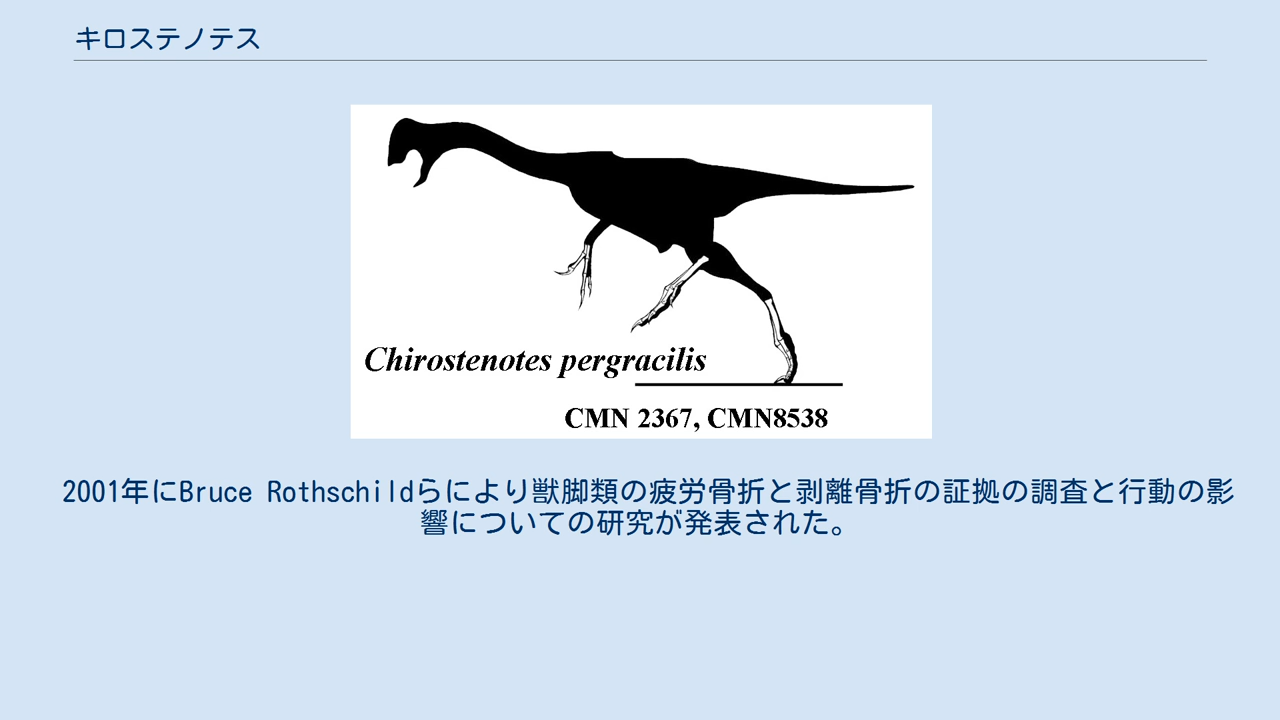 キロステノテス
Chirostenotes pergracilis
CMN 2367, CMN8538
2001年にBruce Rothschildらにより獣脚類の疲労骨折と剥離骨折の証拠の調査と行動の影
響についての研究が発表された。